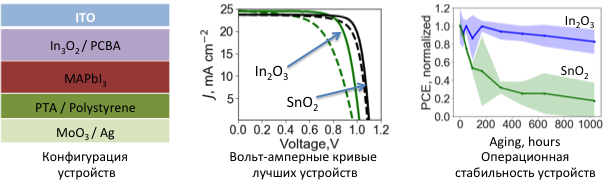 ITO
In₃O₂ / PCBA
MAPbI₃
PTA / Polystyrene
MoO₃ / Ag
Конфигурация
устройств
J, mA cm⁻²
25
20
15
10
5
In₂O₃
SnO₂
0.0 0.2 0.4 0.6 0.8 1.0 1.2
Voltage,V
Вольт-амперные кривые
лучших устройств
PCE, normalized
1.0
0.8
0.6
0.4
0.2
0.0
In₂O₃
SnO₂
0 200 400 600 800 1000
Aging, hours
Операционная
стабильность устройств